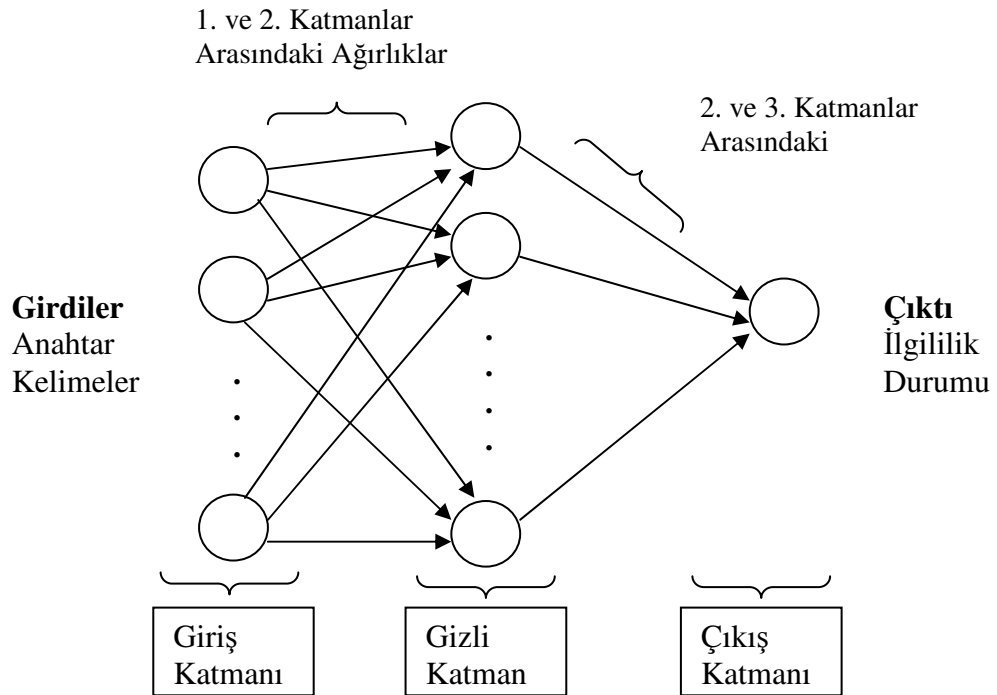 1. ve 2. Katmanlar
Arasındaki Ağırlıklar
2. ve 3. Katmanlar
Arasındaki
Girdiler
Anahtar
Kelimeler
Çıktı
İlgililik
Durumu
Giriş
Katmanı
Gizli
Katman
Çıkış
Katmanı